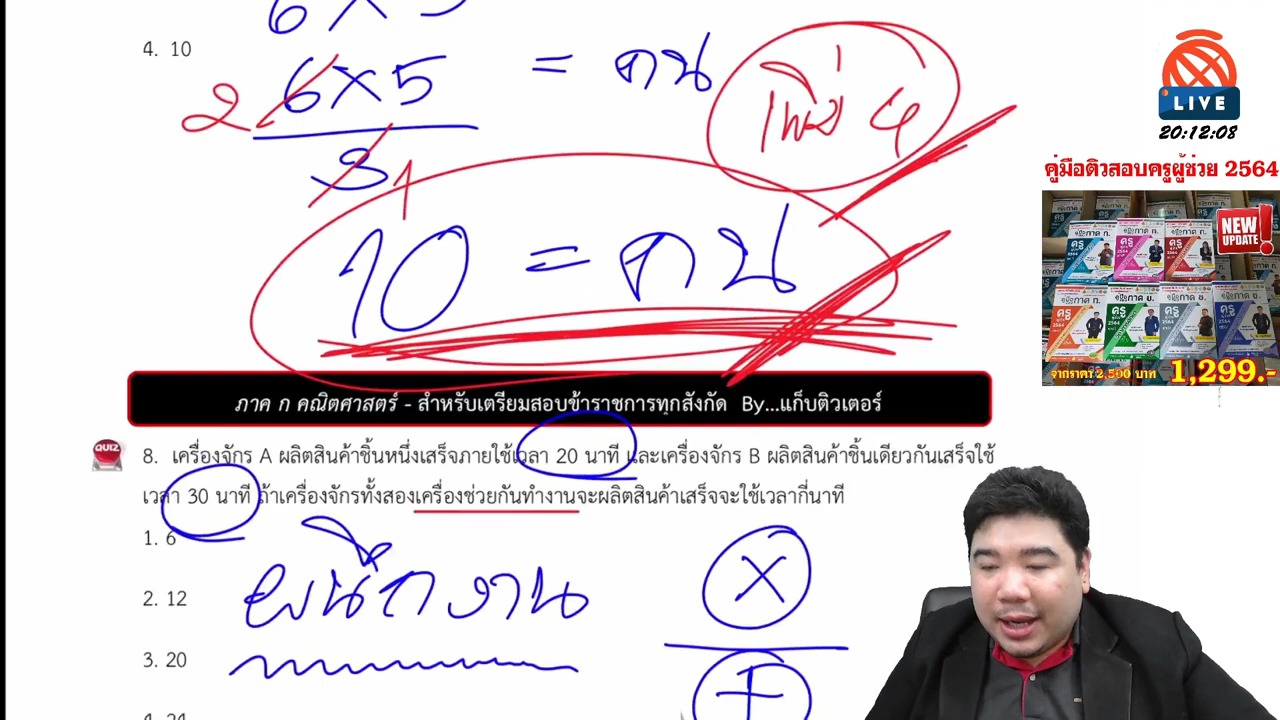 6 X 5
4. 10
2 6X5 = คน
3 1
เพิ่ม 4
10 = คน
LIVE
20:12:08
คู่มือติวสอบครูผู้ช่วย 2564
NEW UPDATE!
จากราคา 2,500 บาท 1,299.-
ภาค ก คณิตศาสตร์ - สำหรับเตรียมสอบข้าราชการทุกสังกัด By...แก็บติวเตอร์
QUIZ
8. เครื่องจักร A ผลิตสินค้าชิ้นหนึ่งเสร็จภายใช้เวลา 20 นาที และเครื่องจักร B ผลิตสินค้าชิ้นเดียวกันเสร็จใช้
เวลา 30 นาที ถ้าเครื่องจักรทั้งสองเครื่องช่วยกันทำงานจะผลิตสินค้าเสร็จจะใช้เวลากี่นาที
1. 6
2. 12
ผนึกงาน
X
3. 20
+
4. 24